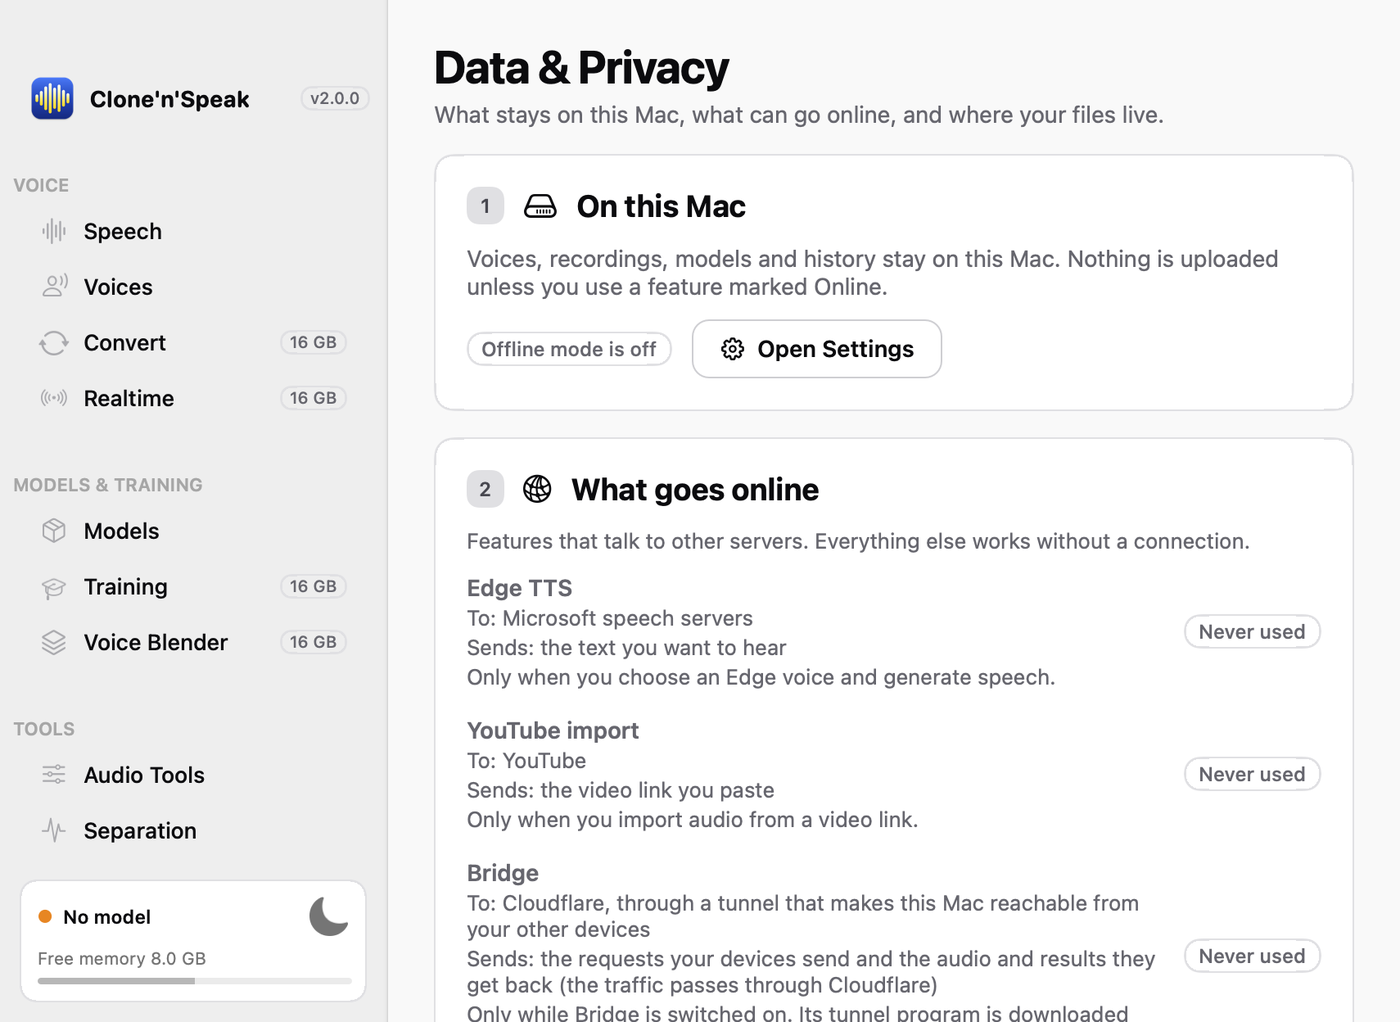 Clone'n'Speak
v2.0.0
VOICE
Speech
Voices
Convert
16 GB
Realtime
16 GB
MODELS & TRAINING
Models
Training
16 GB
Voice Blender
16 GB
TOOLS
Audio Tools
Separation
No model
Free memory 8.0 GB
Data & Privacy
What stays on this Mac, what can go online, and where your files live.
1
On this Mac
Voices, recordings, models and history stay on this Mac. Nothing is uploaded
unless you use a feature marked Online.
Offline mode is off
Open Settings
2
What goes online
Features that talk to other servers. Everything else works without a connection.
Edge TTS
To: Microsoft speech servers
Sends: the text you want to hear
Only when you choose an Edge voice and generate speech.
Never used
YouTube import
To: YouTube
Sends: the video link you paste
Only when you import audio from a video link.
Never used
Bridge
To: Cloudflare, through a tunnel that makes this Mac reachable from
your other devices
Sends: the requests your devices send and the audio and results they
get back (the traffic passes through Cloudflare)
Only while Bridge is switched on. Its tunnel program is downloaded
Never used